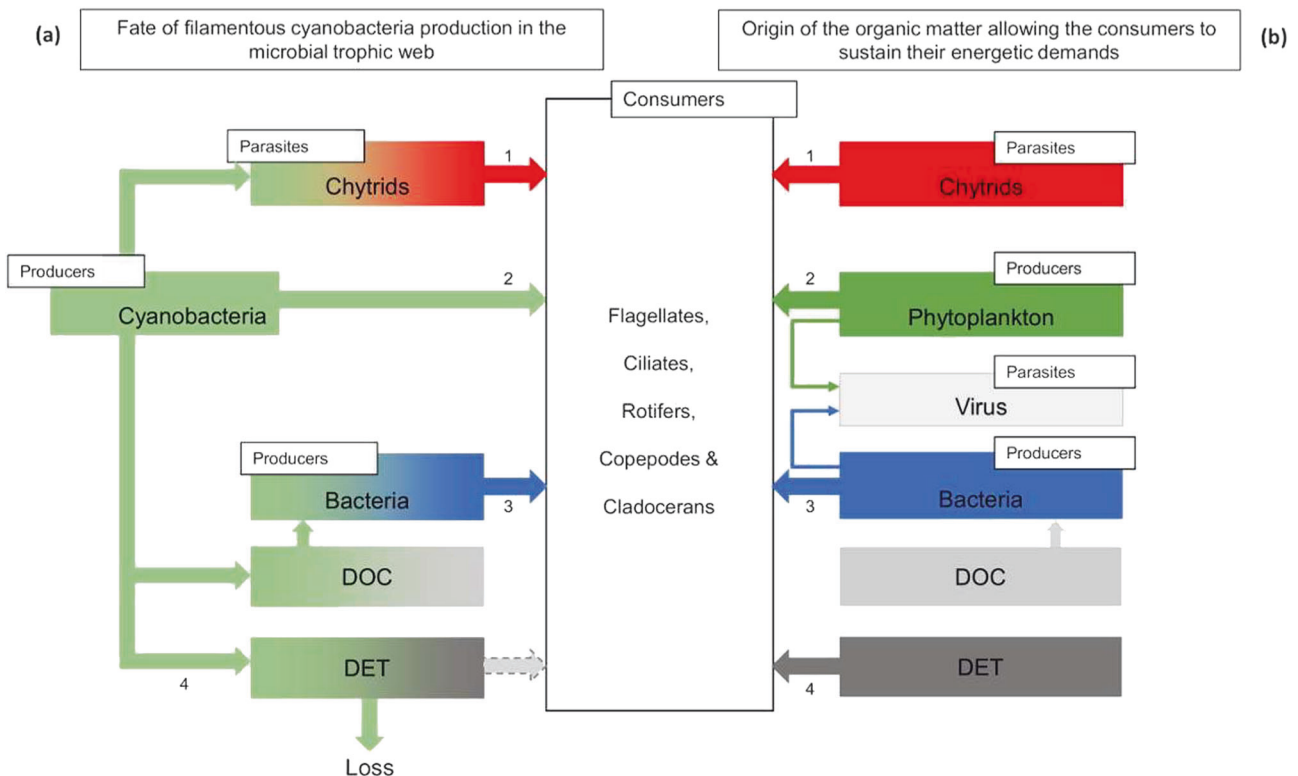 (a)
Fate of filamentous cyanobacteria production in the
microbial trophic web
Origin of the organic matter allowing the consumers to
sustain their energetic demands
(b)
Consumers
Parasites
Chytrids
1
Producers
Cyanobacteria
2
Producers
Bacteria
3
DOC
DET
4
Loss
Flagellates,
Ciliates,
Rotifers,
Copepodes &
Cladocerans
1
Parasites
Chytrids
2
Producers
Phytoplankton
Parasites
Virus
Producers
Bacteria
3
DOC
DET
4